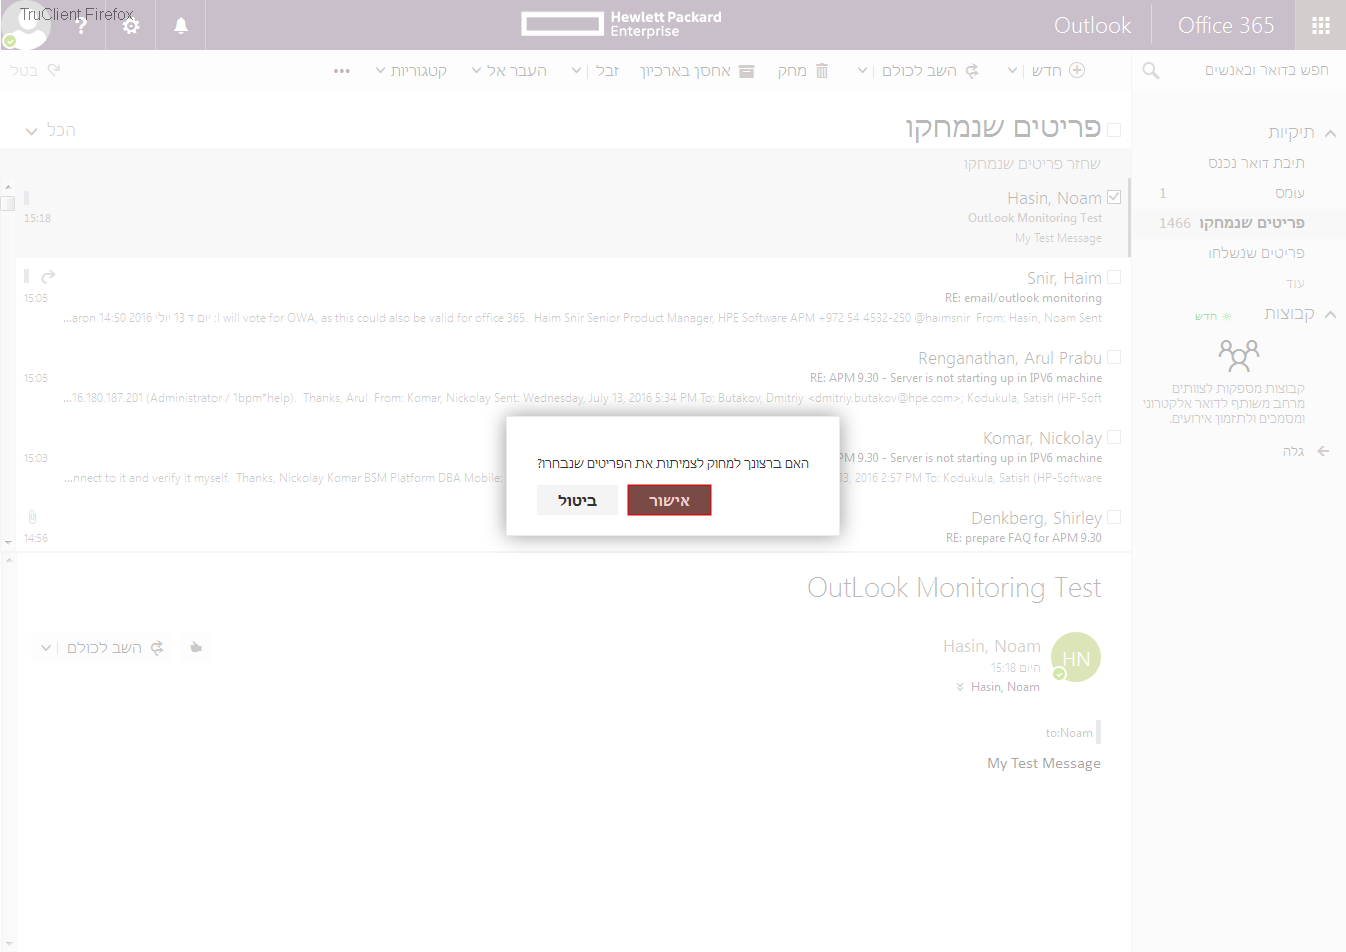 TruClient Firefox
?
Hewlett Packard
Enterprise
Outlook
Office 365
חפש בדואר ובאנשים
חדש
השב לכולם
מחק
אחסן בארכיון
זבל
העבר אל
קטגוריות
•••
בטל
תיקיות
תיבת דואר נכנס
עומס 1
פריטים שנמחקו 1466
פריטים שנשלחו
עוד
קבוצות
חדש
קבוצות מספקות לצוותים
מרחב משותף לדואר אלקטרוני
ומסמכים ולתזמון אירועים.
גלה
פריטים שנמחקו
הכל
שחזר פריטים שנמחקו
Hasin, Noam
OutLook Monitoring Test
15:18
My Test Message
Snir, Haim
RE: email/outlook monitoring
15:05
...aron 14:50 2016 יום ד 13 יולי :I will vote for OWA, as this could also be valid for office 365. Haim Snir Senior Product Manager, HPE Software APM +972 54 4532-250 @haimsnir From: Hasin, Noam Sent
Renganathan, Arul Prabu
RE: APM 9.30 - Server is not starting up in IPV6 machine
15:05
...16.180.187.201 (Administrator / 1bpm*help). Thanks, Arul From: Komar, Nickolay Sent: Wednesday, July 13, 2016 5:34 PM To: Butakov, Dmitriy <dmitriy.butakov@hpe.com>; Kodukula, Satish (HP-Soft
Komar, Nickolay
PM 9.30 - Server is not starting up in IPV6 machine
15:03
...nnect to it and verify it myself. Thanks, Nickolay Komar BSM Platform DBA Mobile:
13, 2016 2:57 PM To: Kodukula, Satish (HP-Software
Denkberg, Shirley
RE: prepare FAQ for APM 9.30
14:56
האם ברצונך למחוק לצמיתות את הפריטים שנבחרו?
אישור
ביטול
OutLook Monitoring Test
HN
Hasin, Noam
היום 15:18
Hasin, Noam
השב לכולם
to:Noam
My Test Message